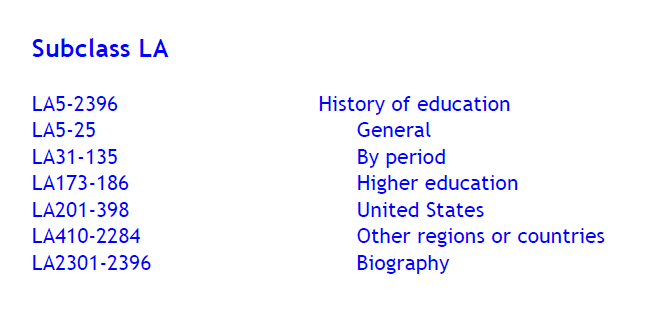 Subclass LA
LA5-2396 History of education
LA5-25 General
LA31-135 By period
LA173-186 Higher education
LA201-398 United States
LA410-2284 Other regions or countries
LA2301-2396 Biography